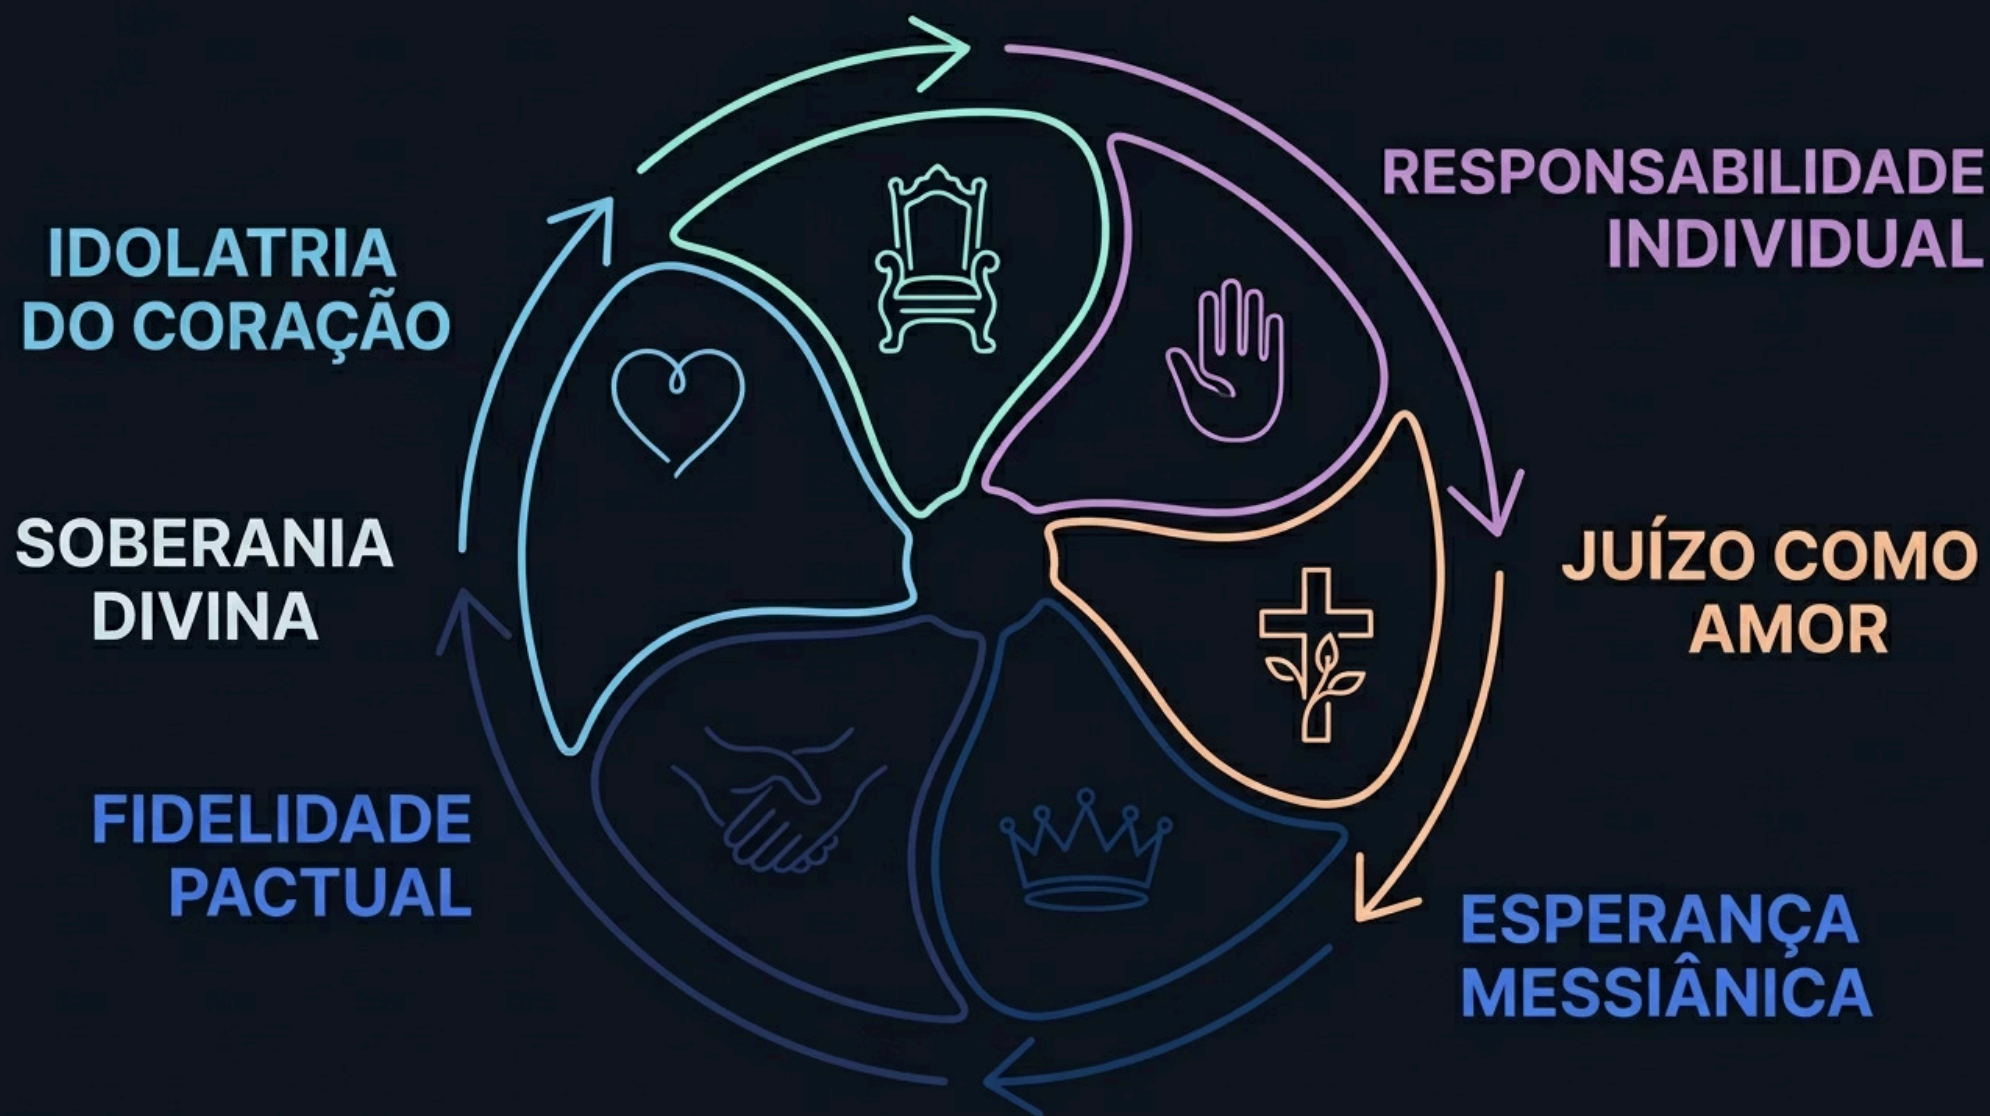 IDOLATRIA
DO CORAÇÃO
SOBERANIA
DIVINA
FIDELIDADE
PACTUAL
RESPONSABILIDADE
INDIVIDUAL
JUÍZO COMO
AMOR
ESPERANÇA
MESSIÂNICA